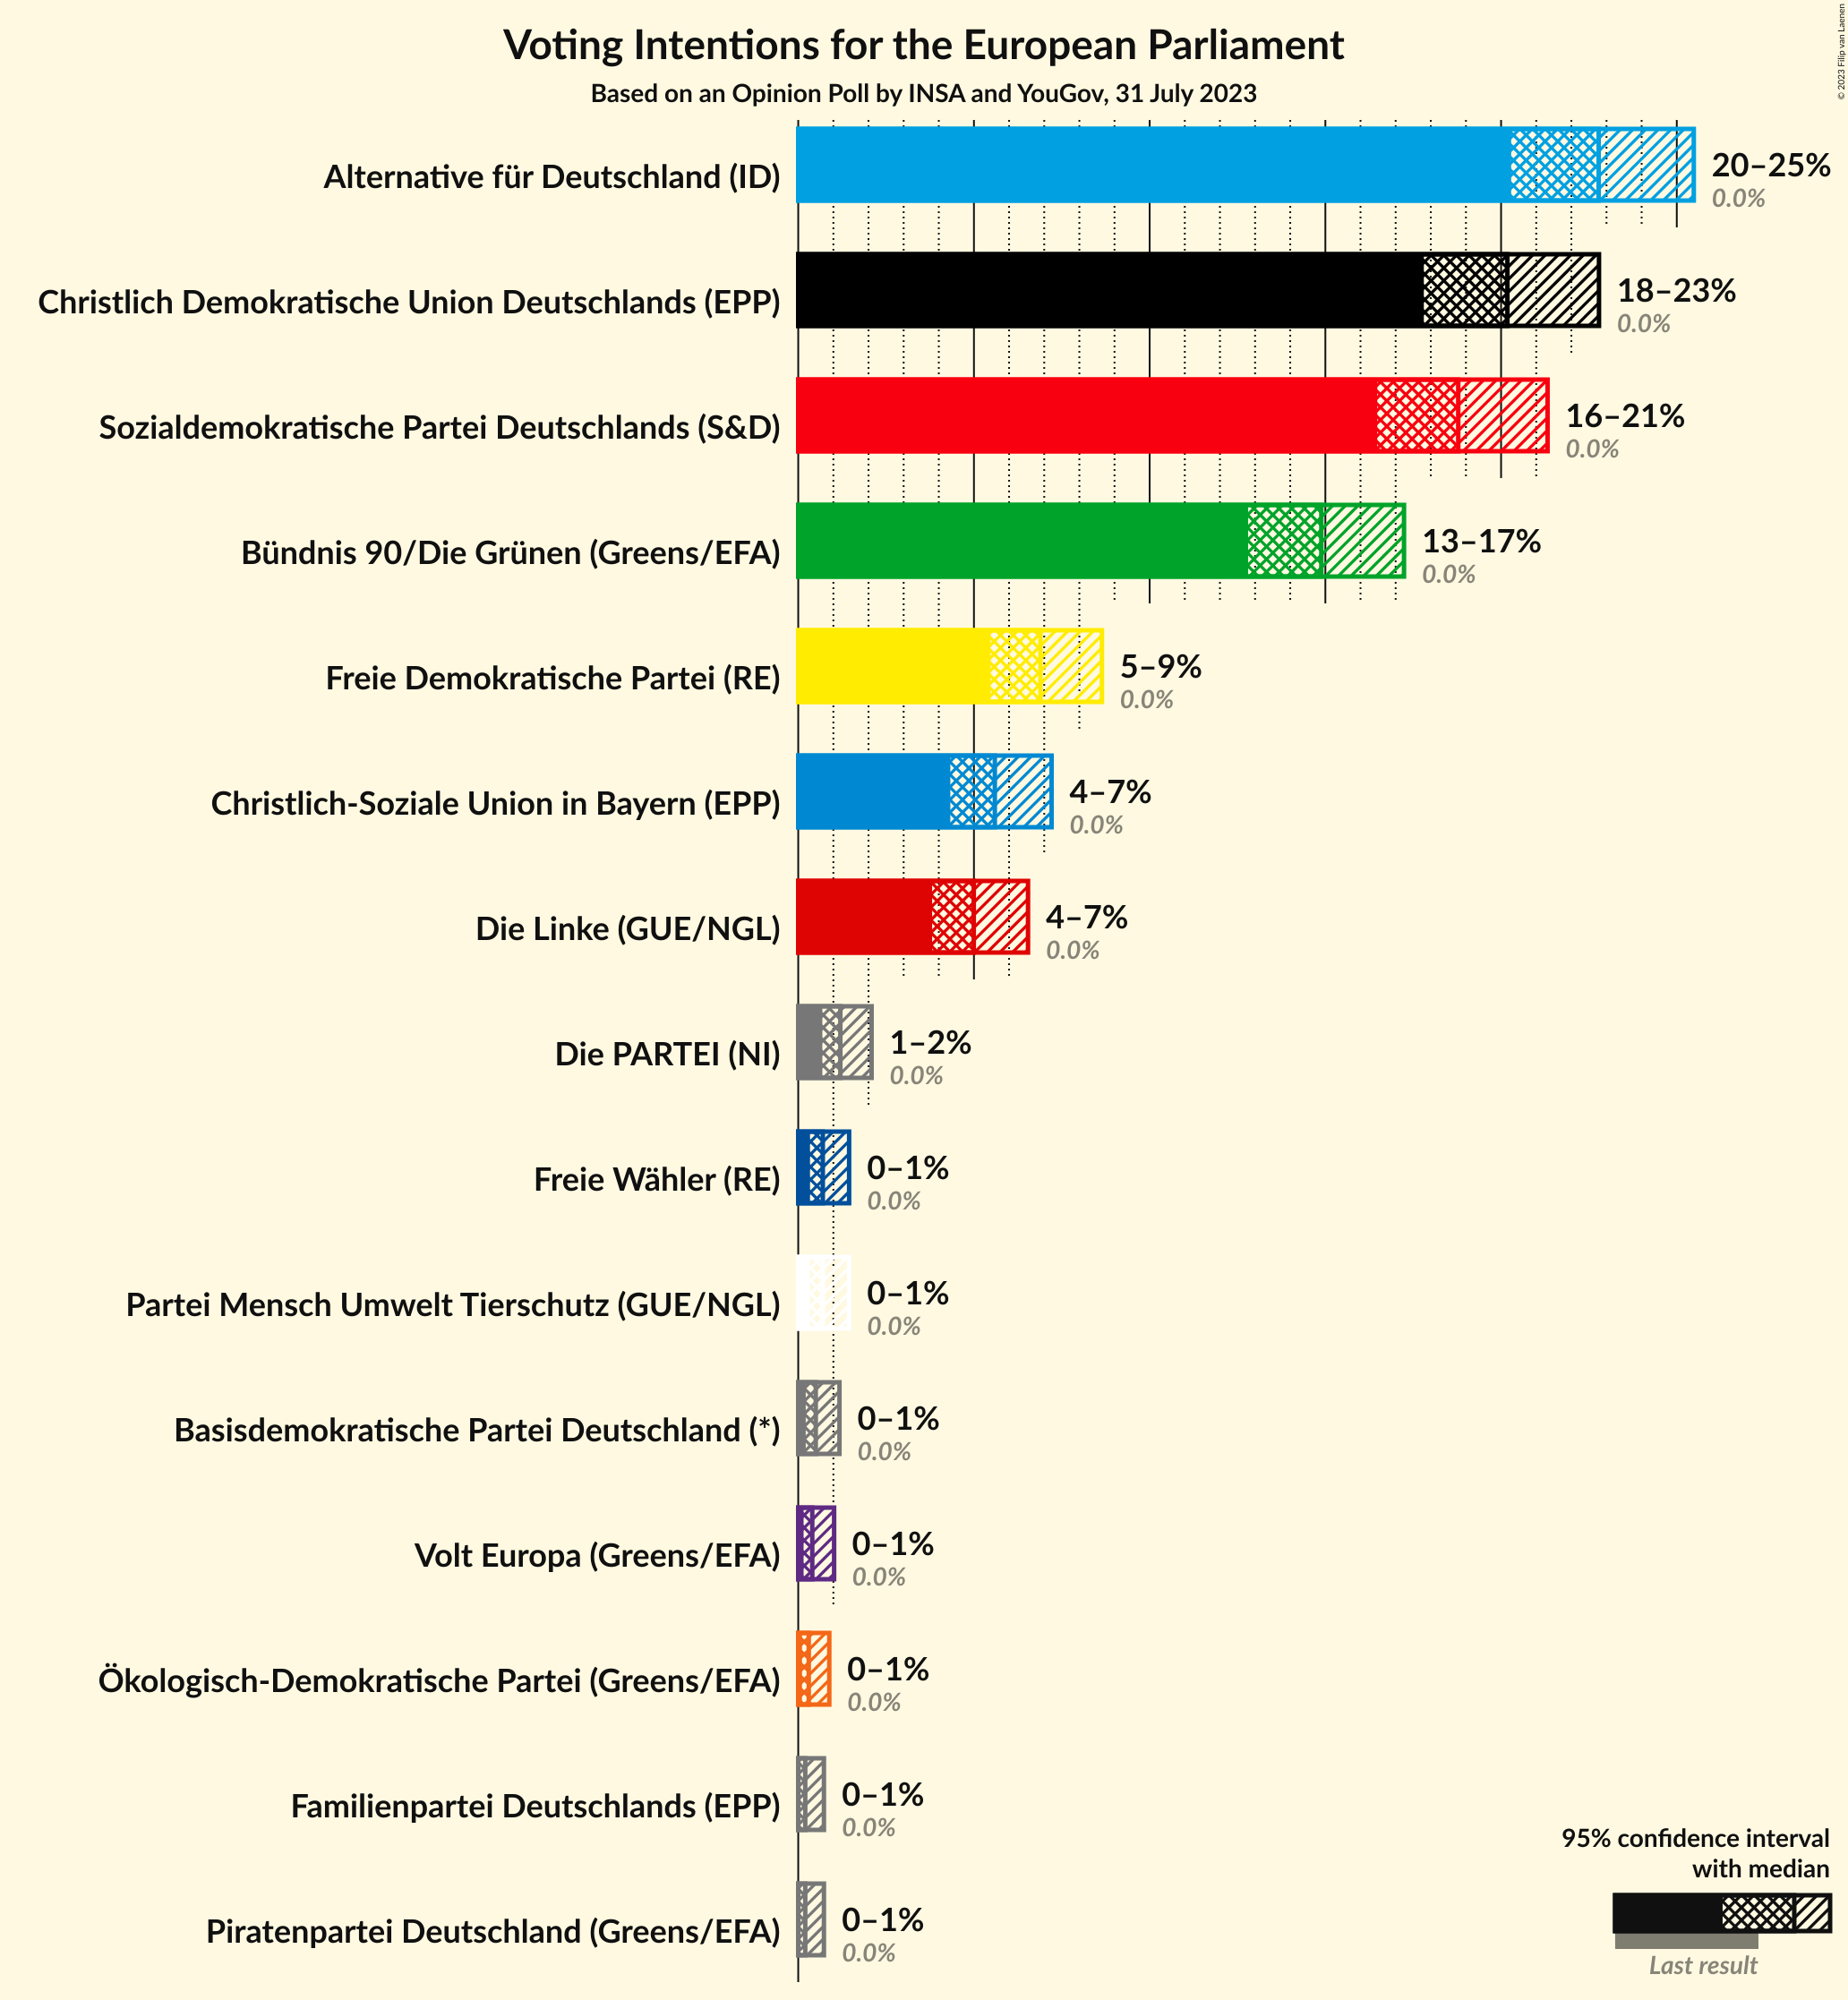 Voting Intentions for the European Parliament
Based on an Opinion Poll by INSA and YouGov, 31 July 2023
© 2023 Filip van Laenen
Alternative für Deutschland (ID)
20–25%
0.0%
Christlich Demokratische Union Deutschlands (EPP)
18–23%
0.0%
Sozialdemokratische Partei Deutschlands (S&D)
16–21%
0.0%
Bündnis 90/Die Grünen (Greens/EFA)
13–17%
0.0%
Freie Demokratische Partei (RE)
5–9%
0.0%
Christlich-Soziale Union in Bayern (EPP)
4–7%
0.0%
Die Linke (GUE/NGL)
4–7%
0.0%
Die PARTEI (NI)
1–2%
0.0%
Freie Wähler (RE)
0–1%
0.0%
Partei Mensch Umwelt Tierschutz (GUE/NGL)
0–1%
0.0%
Basisdemokratische Partei Deutschland (*)
0–1%
0.0%
Volt Europa (Greens/EFA)
0–1%
0.0%
Ökologisch-Demokratische Partei (Greens/EFA)
0–1%
0.0%
Familienpartei Deutschlands (EPP)
0–1%
0.0%
Piratenpartei Deutschland (Greens/EFA)
0–1%
0.0%
95% confidence interval
with median
Last result